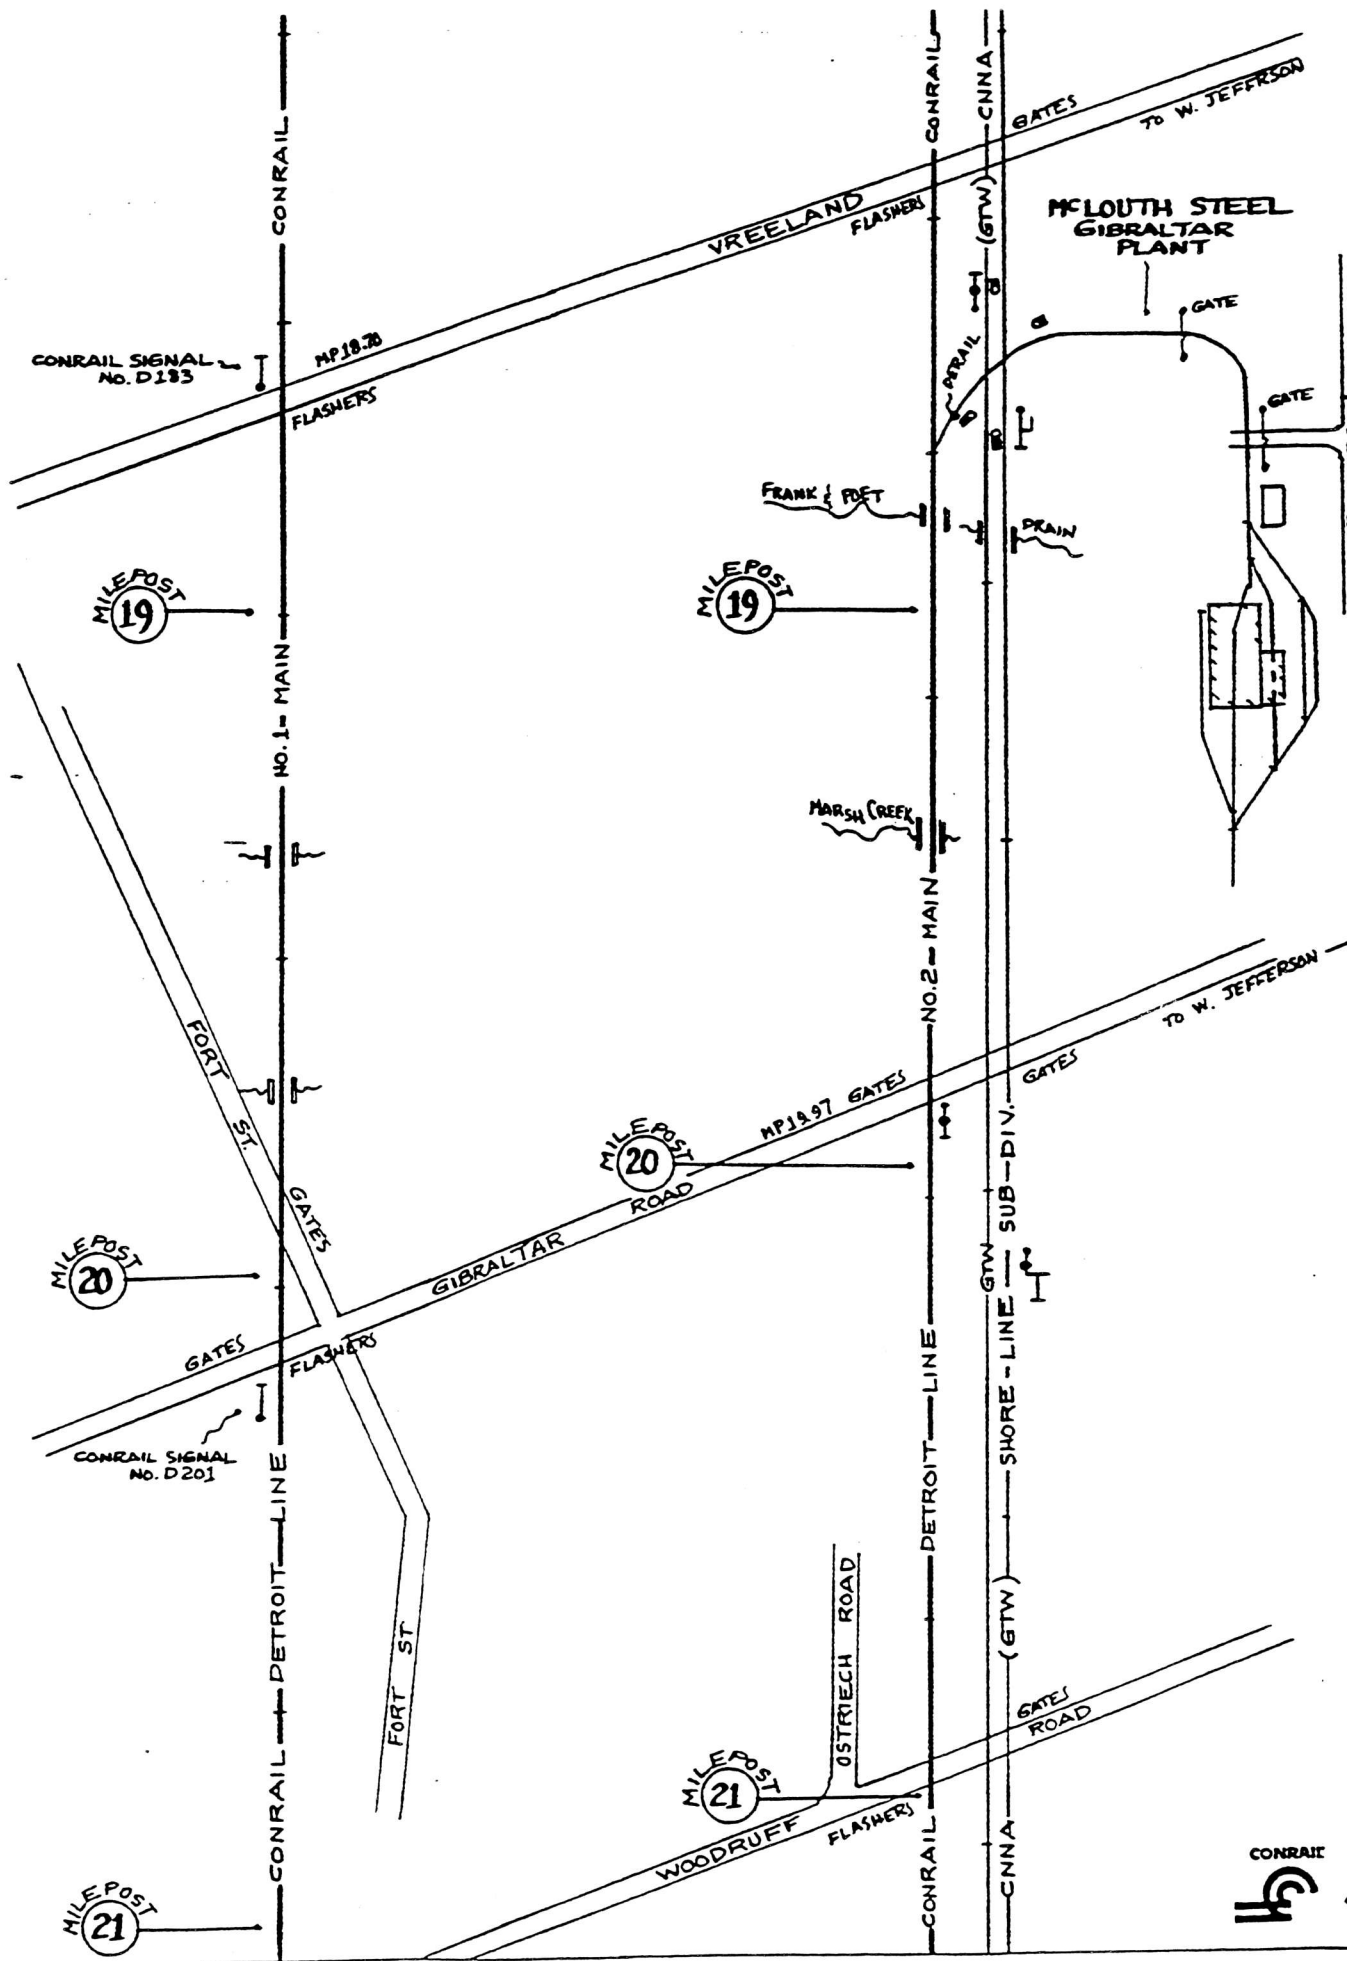 CONRAIL
CONRAIL
CNNA
(GTW)
GATES
TO W. JEFFRSON
VREELAND
FLASHERS
MCLOUTH STEEL
GIBRALTAR
PLANT
GATE
GATE
DERAIL
CONRAIL SIGNAL
NO. D183
MP 18.70
FLASHERS
FRANK & POET
DRAIN
MILEPOST
19
MILEPOST
19
NO.1- MAIN
MARSH CREEK
NO.2- MAIN
FORT
ST.
GATES
MP 19.97 GATES
GATES
TO W. JEFFERSON
MILEPOST
20
GIBRALTAR ROAD
MILEPOST
20
GATES
FLASHERS
CONRAIL SIGNAL
NO. D201
GTW
SHORE-LINE SUB-DIV.
(GTW)
CNNA
CONRAIL DETROIT LINE
CONRAIL DETROIT LINE
FORT ST
OSTRIECH ROAD
GATES
WOODRUFF ROAD
FLASHERS
MILEPOST
21
MILEPOST
21
CONRAIL